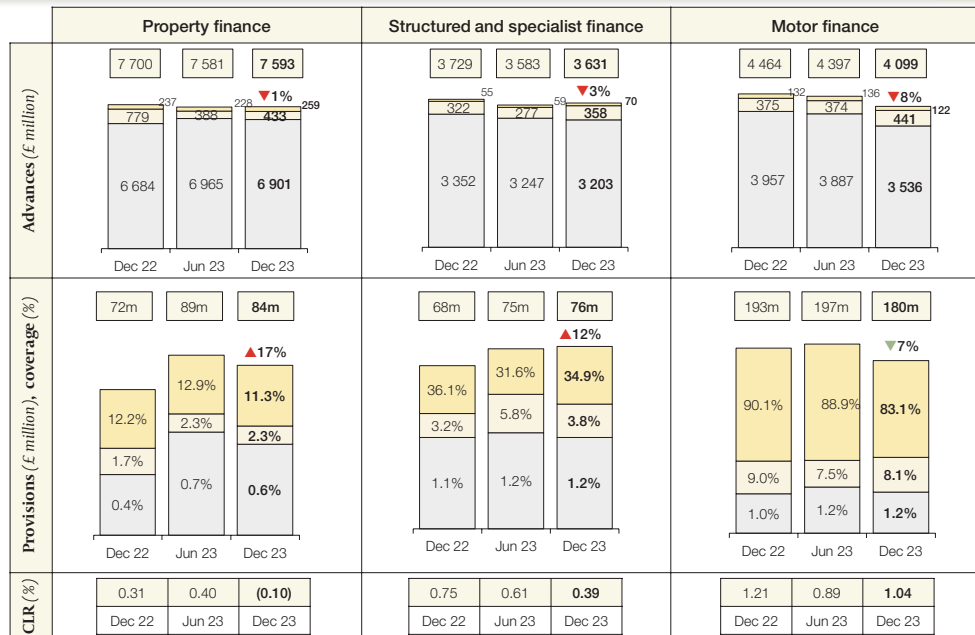 Property finance
Structured and specialist finance
Motor finance
Advances (£ million)
7 700 7 581 7 593
▼1%
237 228 259
779 388 433
6 684 6 965 6 901
Dec 22 Jun 23 Dec 23
3 729 3 583 3 631
▼3%
55 59 70
322 277 358
3 352 3 247 3 203
Dec 22 Jun 23 Dec 23
4 464 4 397 4 099
▼8%
132 136 122
375 374 441
3 957 3 887 3 536
Dec 22 Jun 23 Dec 23
Provisions (£ million), coverage (%)
72m 89m 84m
▲17%
12.2% 12.9% 11.3%
1.7% 2.3% 2.3%
0.4% 0.7% 0.6%
Dec 22 Jun 23 Dec 23
68m 75m 76m
▲12%
36.1% 31.6% 34.9%
3.2% 5.8% 3.8%
1.1% 1.2% 1.2%
Dec 22 Jun 23 Dec 23
193m 197m 180m
▼7%
90.1% 88.9% 83.1%
9.0% 7.5% 8.1%
1.0% 1.2% 1.2%
Dec 22 Jun 23 Dec 23
CLR (%)
0.31 0.40 (0.10)
Dec 22 Jun 23 Dec 23
0.75 0.61 0.39
Dec 22 Jun 23 Dec 23
1.21 0.89 1.04
Dec 22 Jun 23 Dec 23